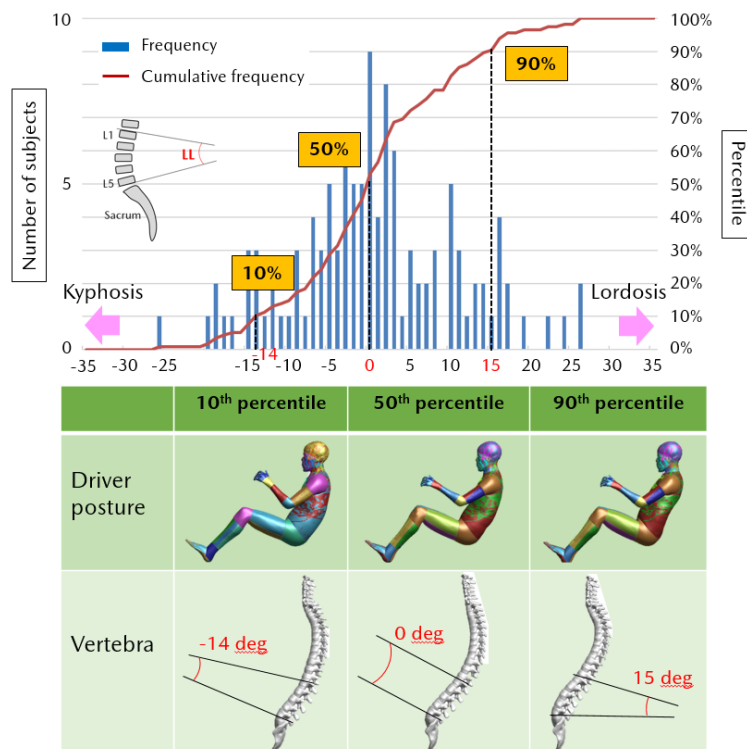 10
100%
Frequency
90%
90%
Cumulative frequency
80%
70%
L1
LL
50%
60%
5
50%
L5
40%
Sacrum
30%
10%
20%
Kyphosis
Lordosis
10%
0
0%
-14
-35 -30 -25 -15 -10 -5 0 5 10 15 20 25 30 35
Number of subjects
Percentile
10th percentile 50th percentile 90th percentile
Driver
posture
Vertebra
-14 deg
0 deg
15 deg